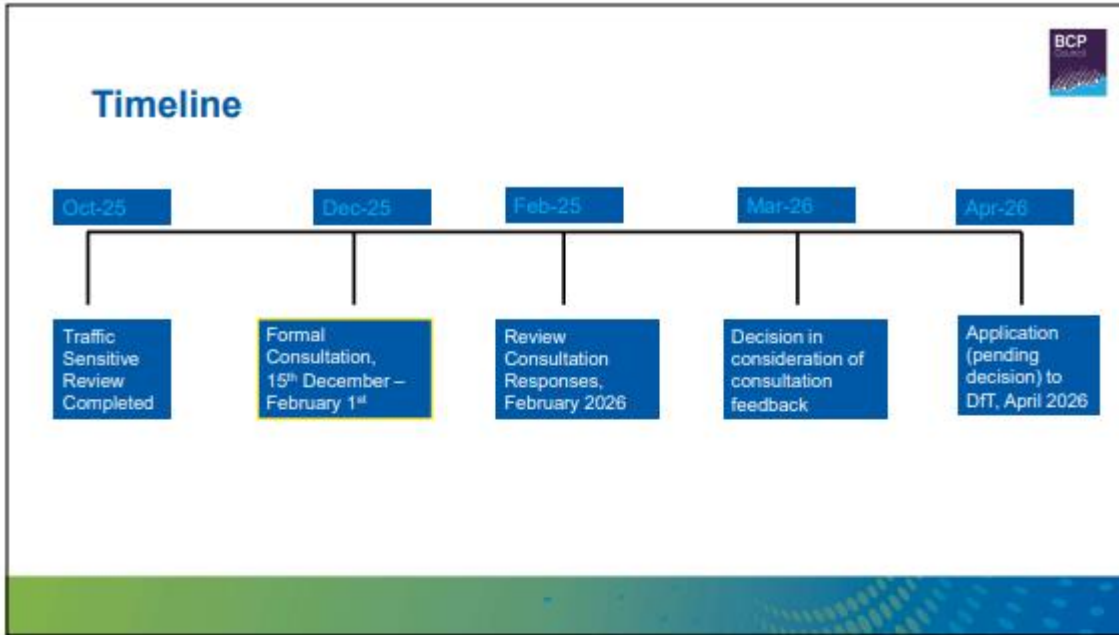 BCP
Council
Timeline
Oct-25
Dec-25
Feb-25
Mar-26
Apr-26
Traffic
Sensitive
Review
Completed
Formal
Consultation,
15th December –
February 1st
Review
Consultation
Responses,
February 2026
Decision in
consideration of
consultation
feedback
Application
(pending
decision) to
DfT, April 2026